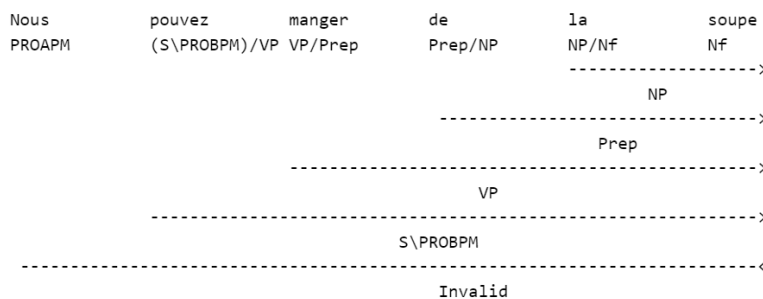 Nous pouvez manger de la soupe
PROAPM (S\PROBPM)/VP VP/Prep Prep/NP NP/Nf Nf
------------------->
NP
--------------------------------->
Prep
------------------------------------------------>
VP
-------------------------------------------------------------->
S\PROBPM
---------------------------------------------------------------------------<
Invalid